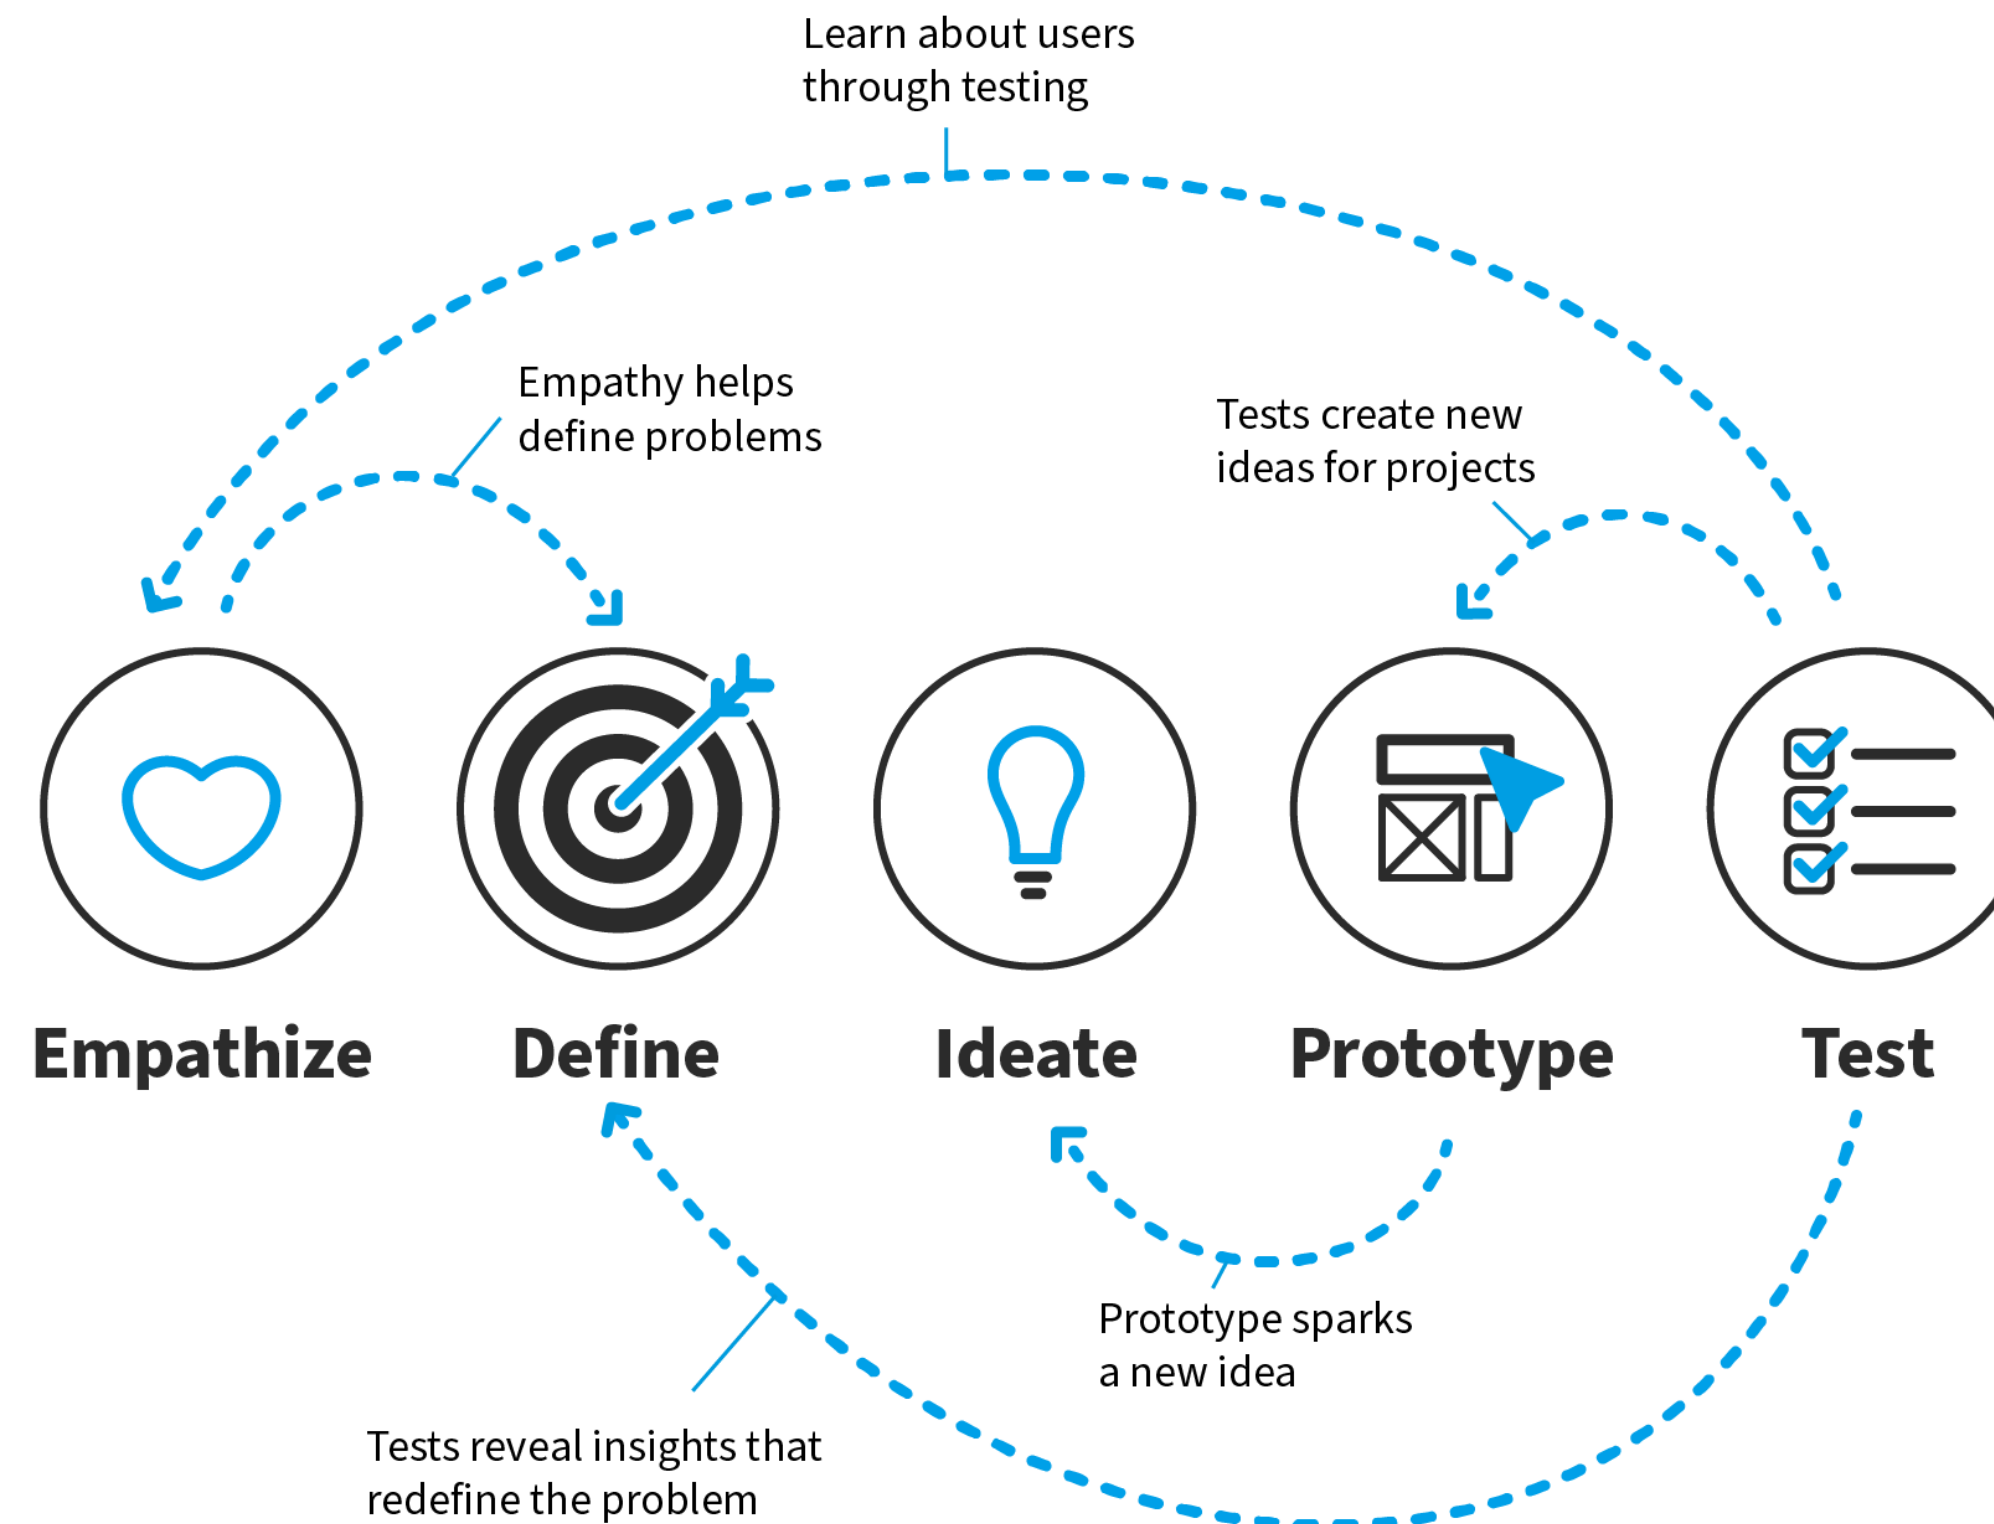 Learn about users
through testing
Empathy helps
define problems
Tests create new
ideas for projects
Empathize
Define
Ideate
Prototype
Test
Prototype sparks
a new idea
Tests reveal insights that
redefine the problem